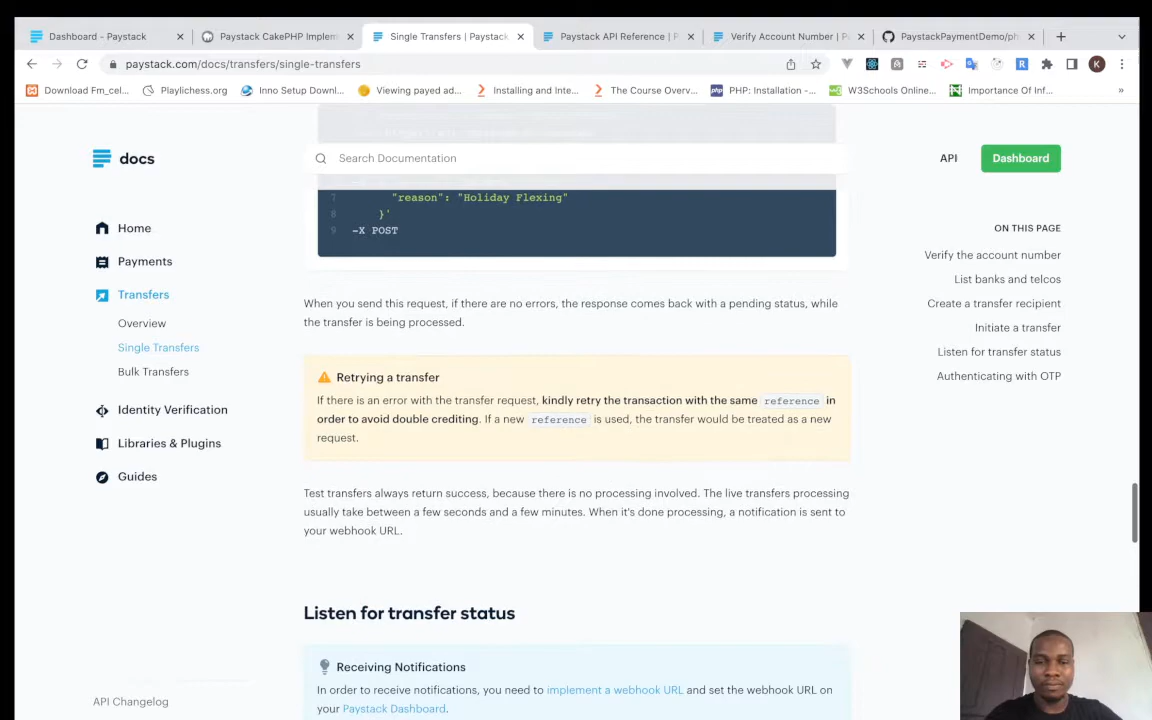 Dashboard - Paystack
Paystack CakePHP Implem
Single Transfers | Paystack
Paystack API Reference | P
Verify Account Number | Pa
PaystackPaymentDemo/ph
paystack.com/docs/transfers/single-transfers
K
Download Fm_cel...
Playlichess.org
Inno Setup Downl...
Viewing payed ad...
Installing and Inte...
The Course Overv...
PHP: Installation -...
W3Schools Online...
Importance Of Inf...
»
docs
Search Documentation
API
Dashboard
7 "reason": "Holiday Flexing"
8 }'
9 -X POST
Home
Payments
Transfers
Overview
Single Transfers
Bulk Transfers
Identity Verification
Libraries & Plugins
Guides
API Changelog
When you send this request, if there are no errors, the response comes back with a pending status, while
the transfer is being processed.
Retrying a transfer
If there is an error with the transfer request, kindly retry the transaction with the same reference in
order to avoid double crediting. If a new reference is used, the transfer would be treated as a new
request.
Test transfers always return success, because there is no processing involved. The live transfers processing
usually take between a few seconds and a few minutes. When it's done processing, a notification is sent to
your webhook URL.
Listen for transfer status
Receiving Notifications
In order to receive notifications, you need to implement a webhook URL and set the webhook URL on
your Paystack Dashboard.
ON THIS PAGE
Verify the account number
List banks and telcos
Create a transfer recipient
Initiate a transfer
Listen for transfer status
Authenticating with OTP